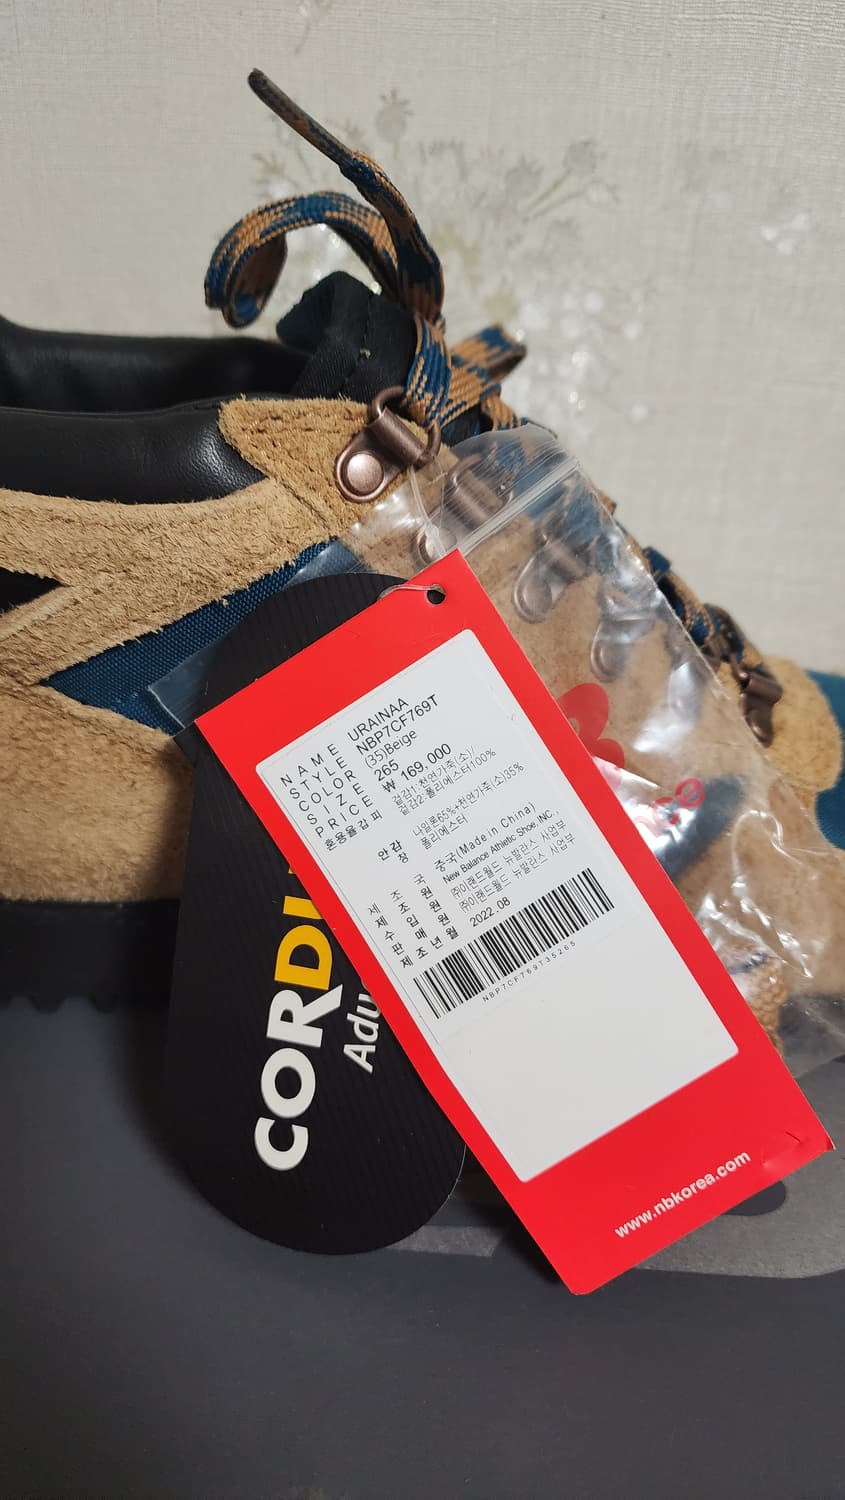 NAME URAINAA
STYLE NBP7CF769T
COLOR (35)Beige
SIZE 265
PRICE ₩ 169,000
혼용율 갑피 겉감1:천연가죽(소)/
겉감2:폴리에스터100%
안감 나일론65%+천연가죽(소)35%
창 폴리에스터
제조국 중국(Made in China)
제조원 New Balance Athletic Shoe INC.,
수입원 ㈜이랜드월드 뉴발란스 사업부
판매원 ㈜이랜드월드 뉴발란스 사업부
제조년월 2022.08
NBP7CF769T35265
www.nbkorea.com
CORDU
Adv
nce